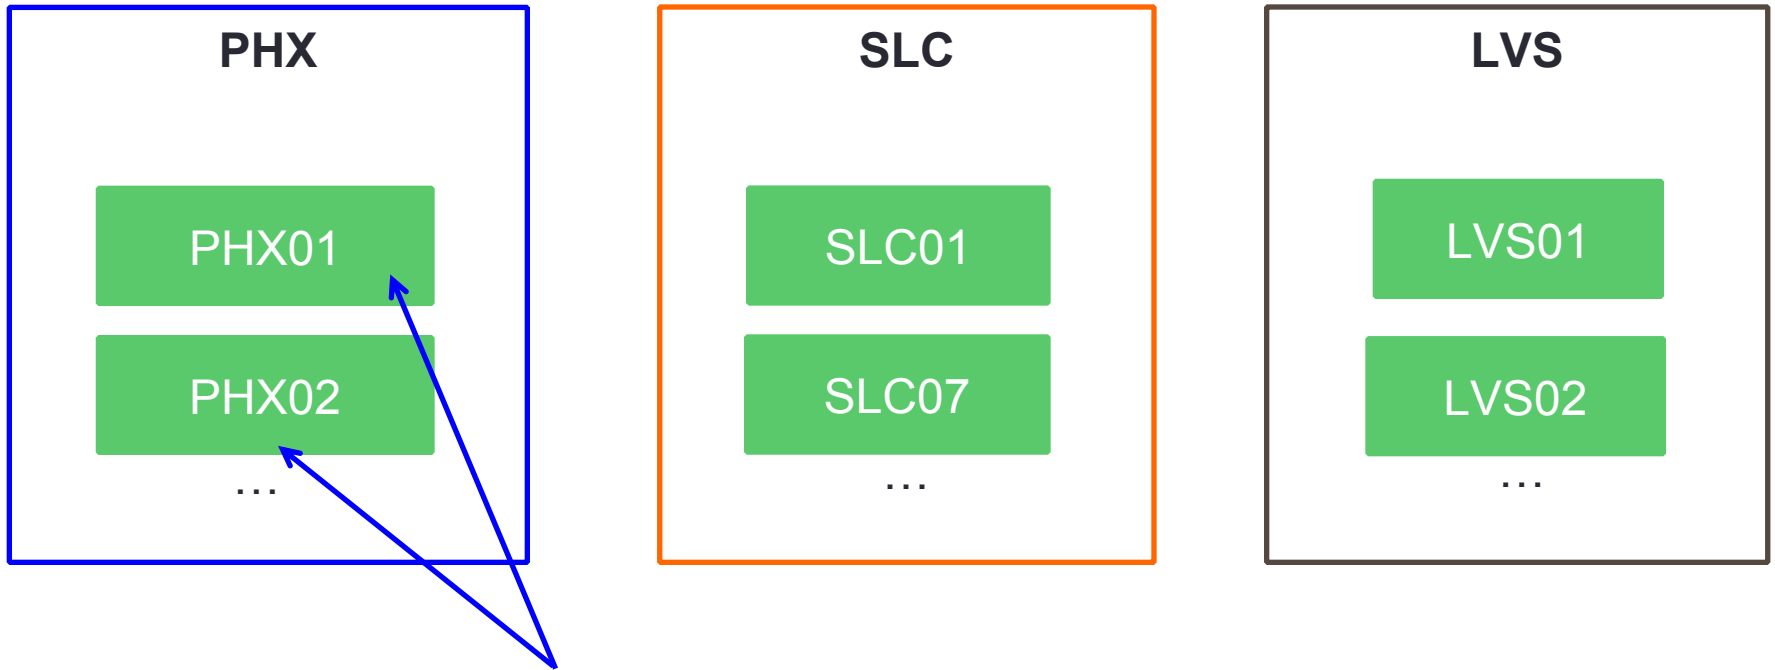 PHX
PHX01
PHX02
...
SLC
SLC01
SLC07
...
LVS
LVS01
LVS02
...